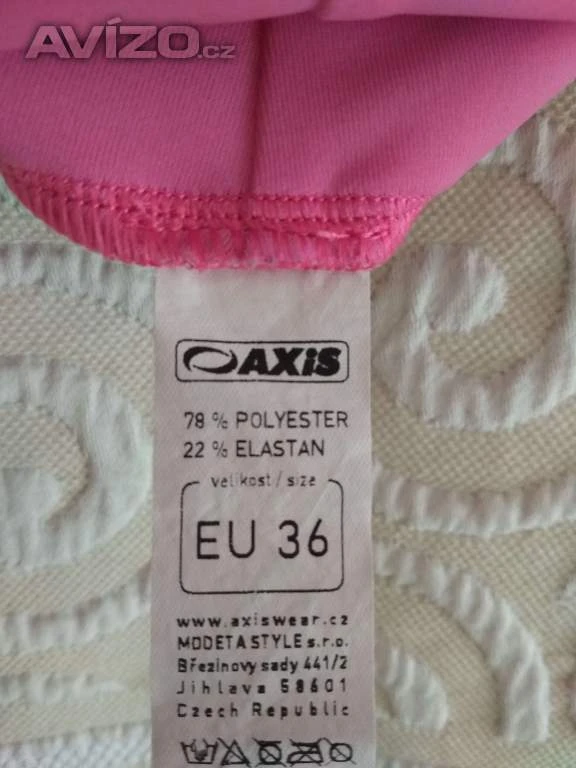 AVÍZO.cz
AXiS
78 % POLYESTER
22 % ELASTAN
velikost / size
EU 36
www.axiswear.cz
MODETA STYLE s.r.o.
Březinovy sady 441/2
Jihlava 58601
Czech Republic